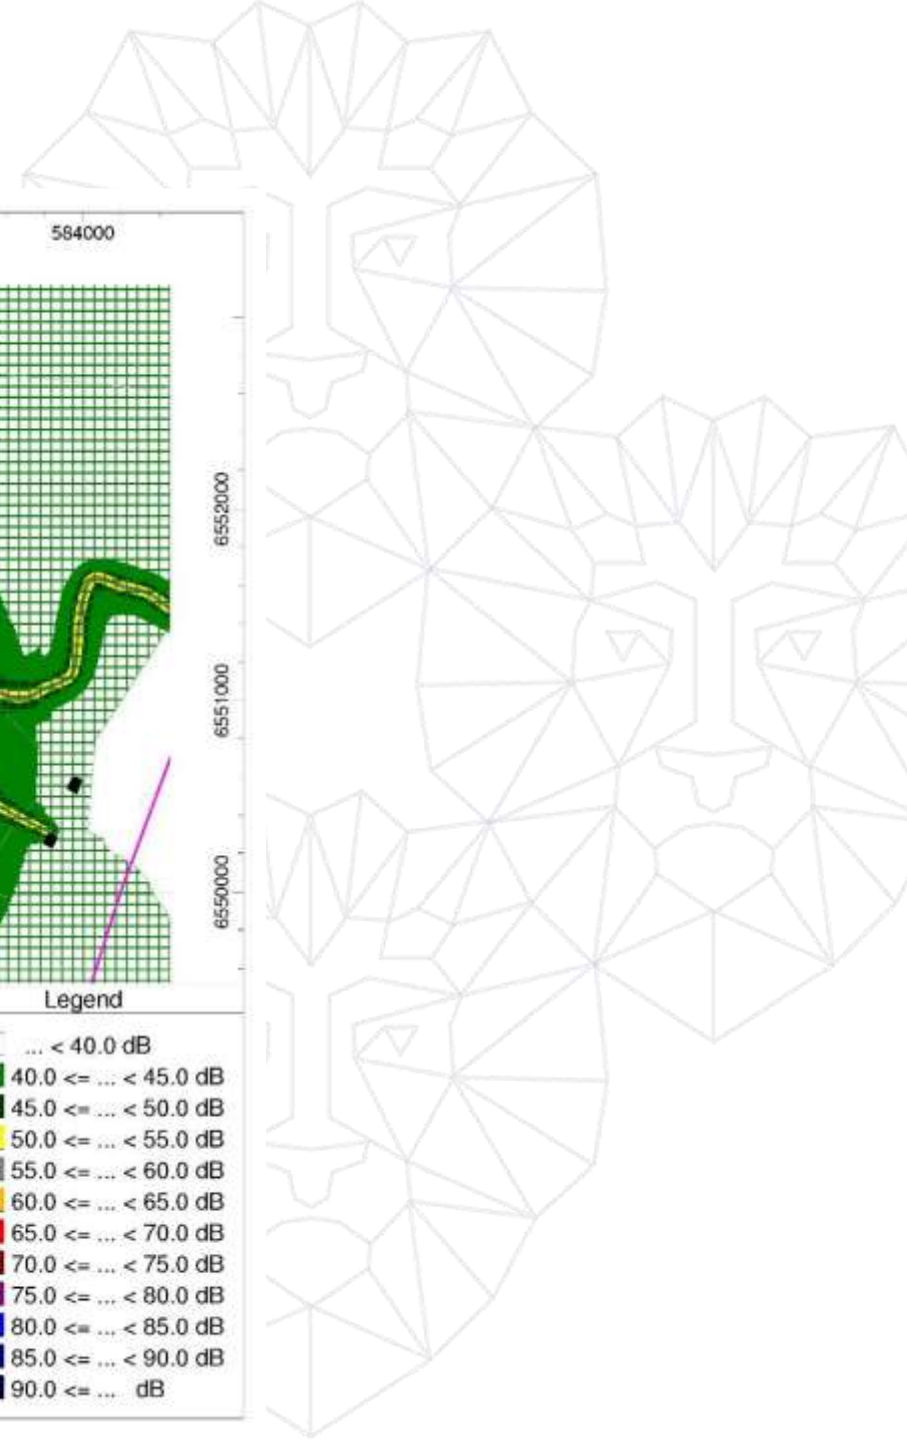 584000
6552000
6551000
6550000
Legend
... < 40.0 dB
40.0 <= ... < 45.0 dB
45.0 <= ... < 50.0 dB
50.0 <= ... < 55.0 dB
55.0 <= ... < 60.0 dB
60.0 <= ... < 65.0 dB
65.0 <= ... < 70.0 dB
70.0 <= ... < 75.0 dB
75.0 <= ... < 80.0 dB
80.0 <= ... < 85.0 dB
85.0 <= ... < 90.0 dB
90.0 <= ... dB